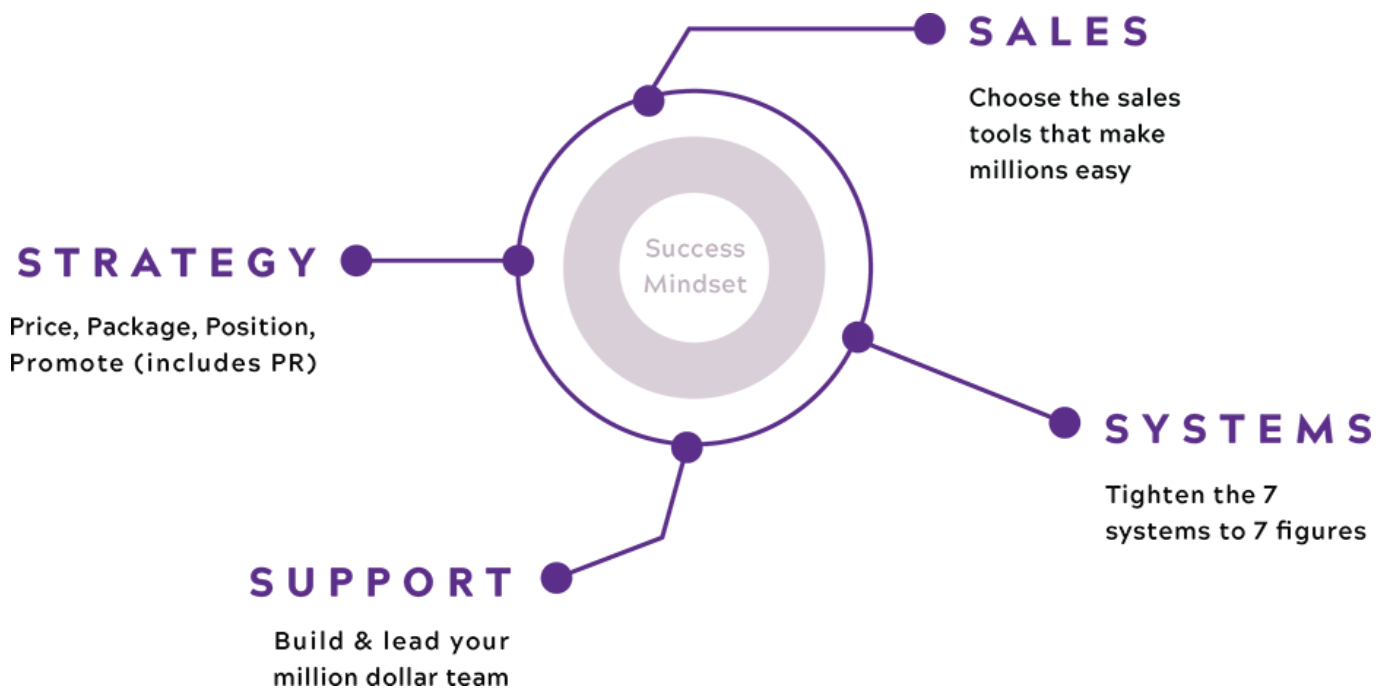 SALES
Choose the sales
tools that make
millions easy
STRATEGY
Price, Package, Position,
Promote (includes PR)
Success
Mindset
SYSTEMS
Tighten the 7
systems to 7 figures
SUPPORT
Build & lead your
million dollar team